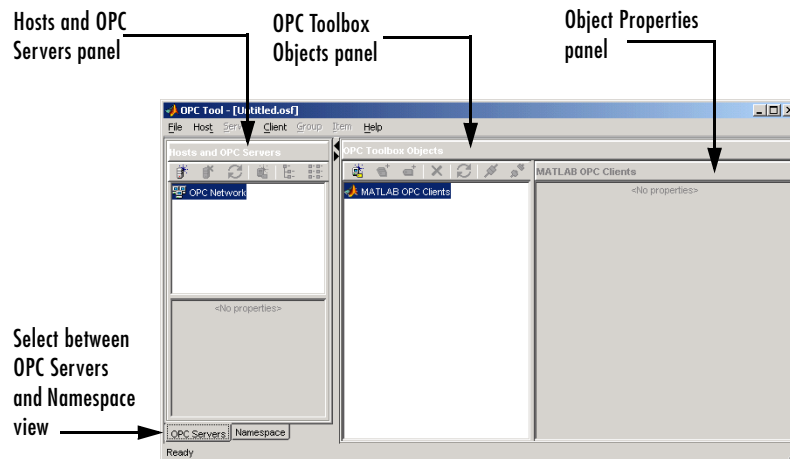 Hosts and OPC
Servers panel
OPC Toolbox
Objects panel
Object Properties
panel
OPC Tool - [Untitled.osf]
File Host Server Client Group Item Help
Hosts and OPC Servers
OPC Toolbox Objects
MATLAB OPC Clients
OPC Network
MATLAB OPC Clients
<No properties>
<No properties>
Select between
OPC Servers
and Namespace
view
OPC Servers Namespace
Ready